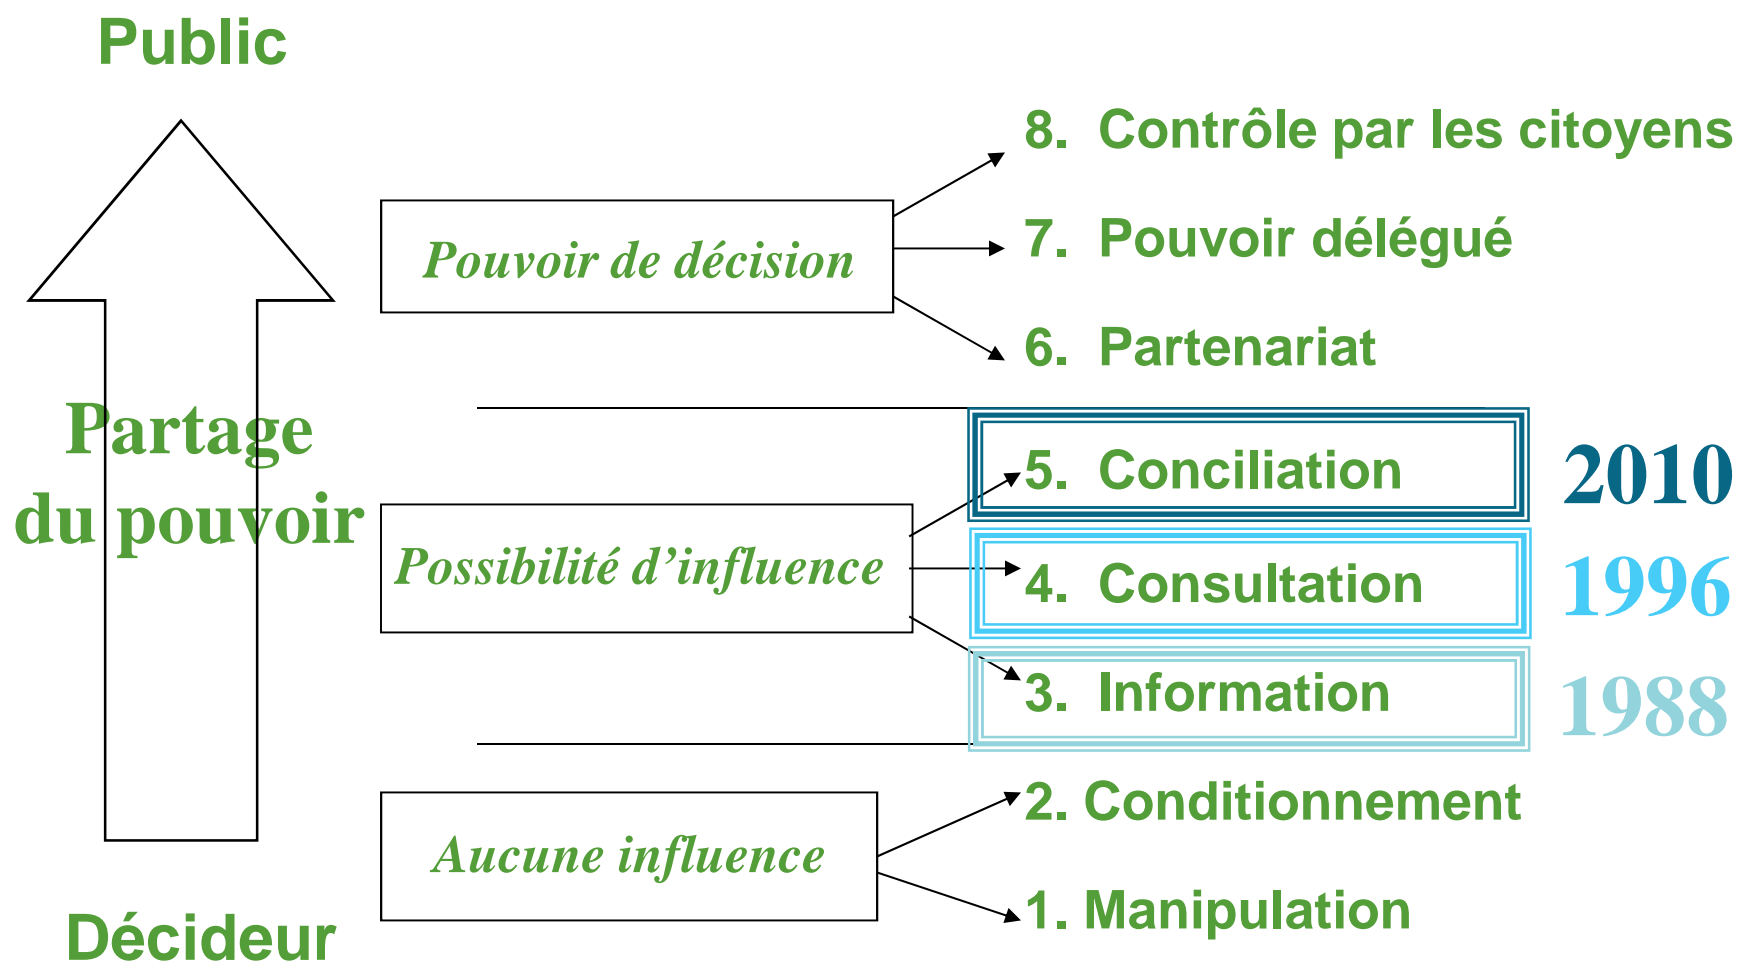 Public
8. Contrôle par les citoyens
7. Pouvoir délégué
Pouvoir de décision
6. Partenariat
Partage
du pouvoir
5. Conciliation
2010
Possibilité d’influence
4. Consultation
1996
3. Information
1988
2. Conditionnement
Aucune influence
1. Manipulation
Décideur